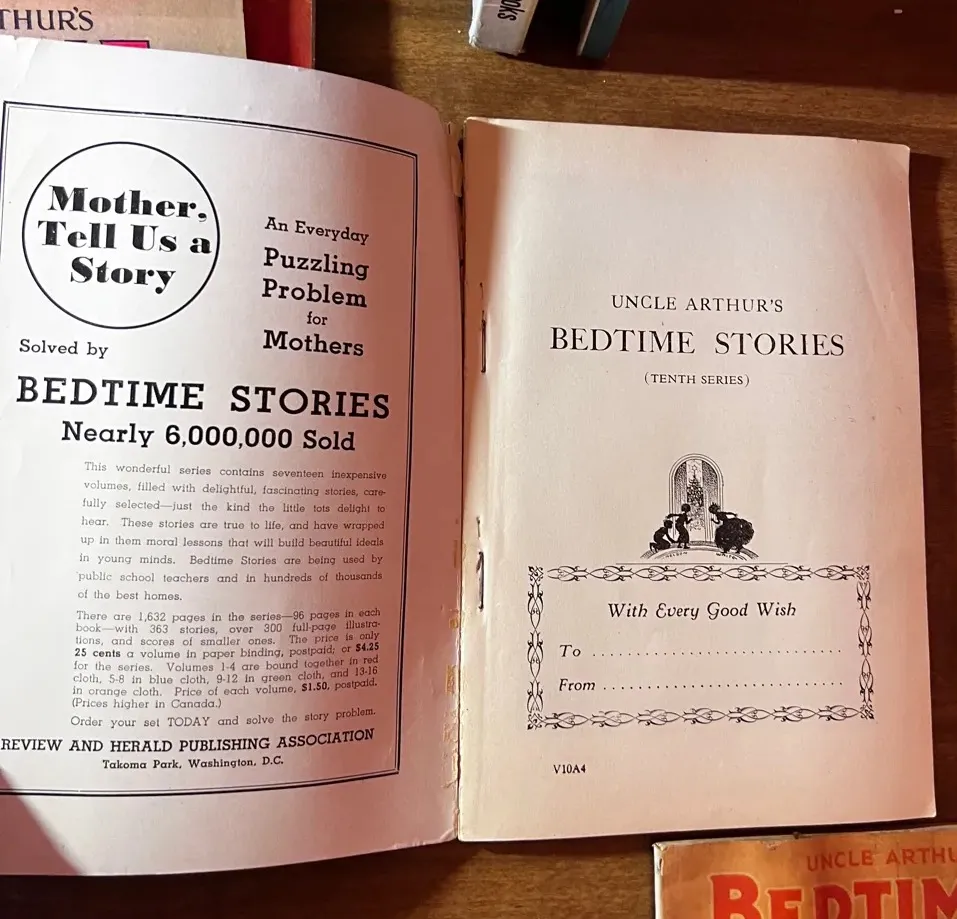 THUR'S
OKS
Mother,
Tell Us a
Story
An Everyday
Puzzling
Problem
for
Mothers
Solved by
BEDTIME STORIES
Nearly 6,000,000 Sold
This wonderful series contains seventeen inexpensive
volumes, filled with delightful, fascinating stories, care-
fully selected—just the kind the little tots delight to
hear. These stories are true to life, and have wrapped
up in them moral lessons that will build beautiful ideals
in young minds. Bedtime Stories are being used by
public school teachers and in hundreds of thousands
of the best homes.
There are 1,632 pages in the series—96 pages in each
book—with 363 stories, over 300 full-page illustra-
tions, and scores of smaller ones. The price is only
25 cents a volume in paper binding, postpaid; or $4.25
for the series. Volumes 1-4 are bound together in red
cloth, 5-8 in blue cloth, 9-12 in green cloth, and 13-16
in orange cloth. Price of each volume, $1.50, postpaid.
(Prices higher in Canada.)
Order your set TODAY and solve the story problem.
REVIEW AND HERALD PUBLISHING ASSOCIATION
Takoma Park, Washington, D.C.
UNCLE ARTHUR'S
BEDTIME STORIES
(TENTH SERIES)
With Every Good Wish
To ..............................
From ..............................
V10A4
UNCLE ARTHU
BEDTIM